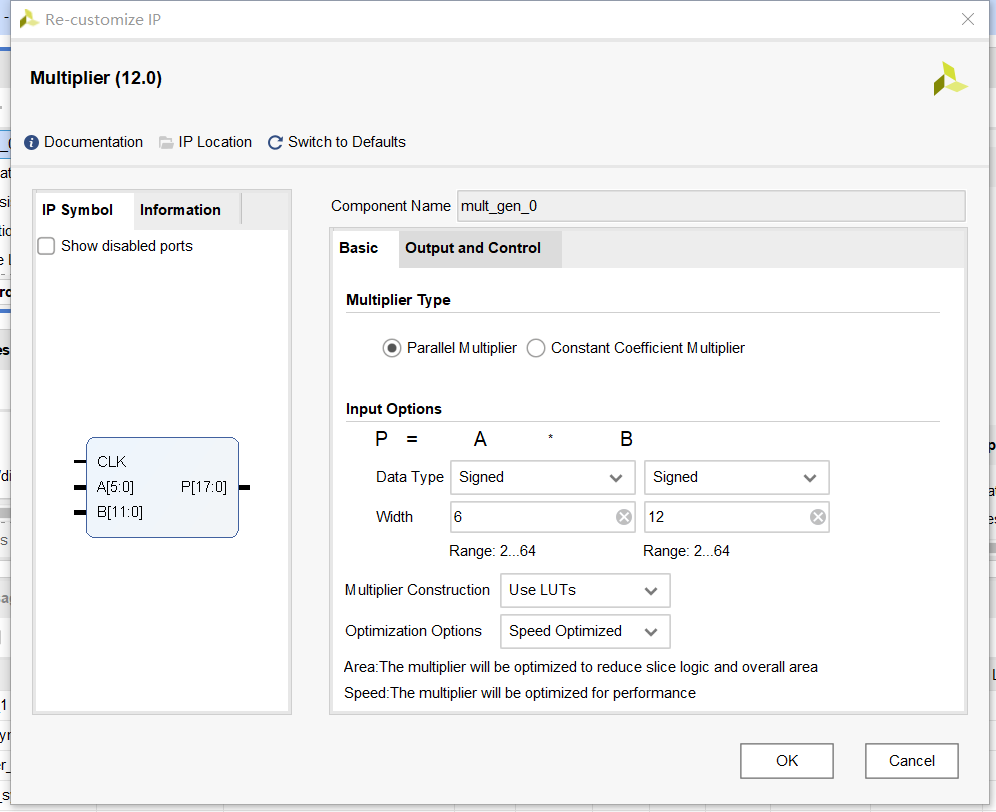 Re-customize IP
Multiplier (12.0)
Documentation IP Location Switch to Defaults
IP Symbol Information
Show disabled ports
CLK
A[5:0] P[17:0]
B[11:0]
Component Name mult_gen_0
Basic Output and Control
Multiplier Type
Parallel Multiplier Constant Coefficient Multiplier
Input Options
P = A * B
Data Type Signed Signed
Width 6 12
Range: 2...64 Range: 2...64
Multiplier Construction Use LUTs
Optimization Options Speed Optimized
Area:The multiplier will be optimized to reduce slice logic and overall area
Speed:The multiplier will be optimized for performance
OK Cancel